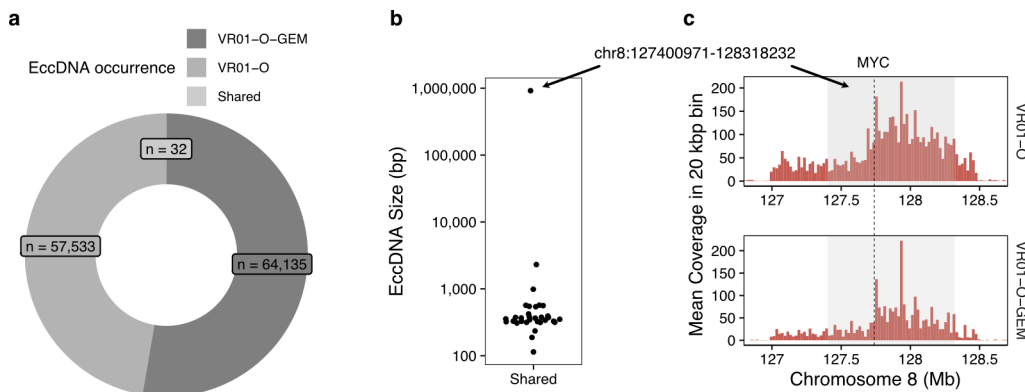 a
EccDNA occurrence
VR01-O-GEM
VR01-O
Shared
n = 32
n = 57,533
n = 64,135
b
chr8:127400971-128318232
EccDNA Size (bp)
1,000,000
100,000
10,000
1,000
100
Shared
c
MYC
Mean Coverage in 20 kbp bin
200
150
100
50
0
127
127.5
128
128.5
VR01-O
200
150
100
50
0
127
127.5
128
128.5
VR01-O-GEM
Chromosome 8 (Mb)